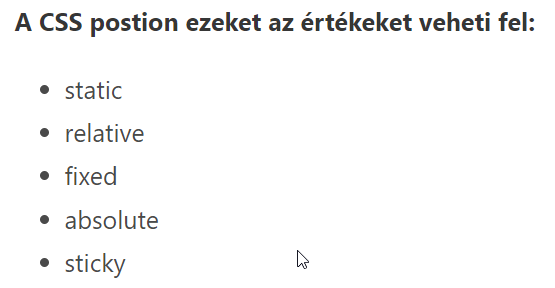 A CSS postion ezeket az értékeket veheti fel:
static
relative
fixed
absolute
sticky